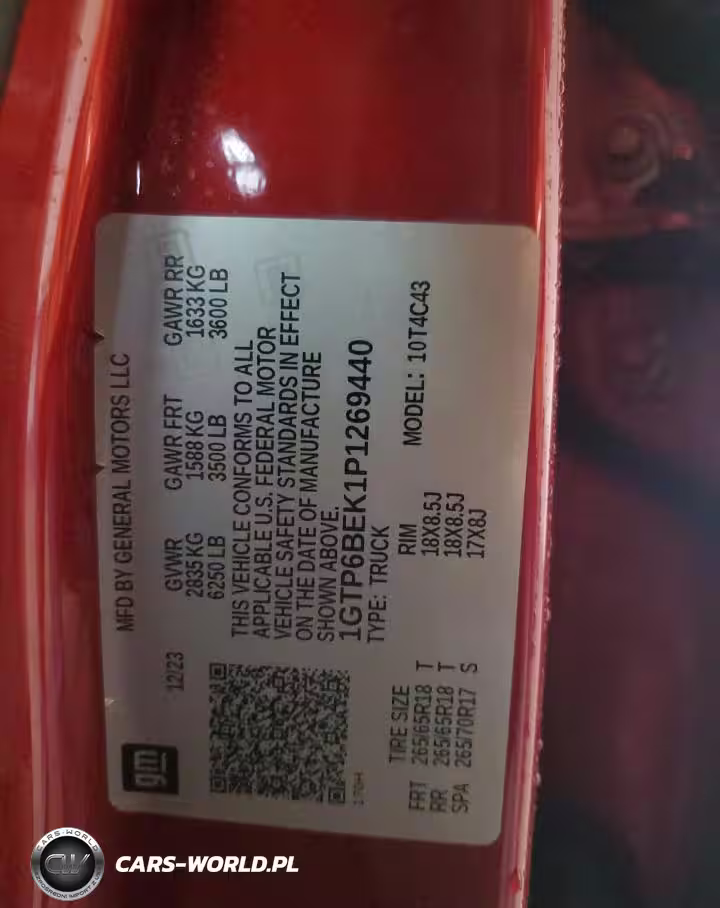 MFD BY GENERAL MOTORS LLC
12/23 GVWR GAWR FRT GAWR RR
2835 KG 1588 KG 1633 KG
6250 LB 3500 LB 3600 LB
THIS VEHICLE CONFORMS TO ALL
APPLICABLE U.S. FEDERAL MOTOR
VEHICLE SAFETY STANDARDS IN EFFECT
ON THE DATE OF MANUFACTURE
SHOWN ABOVE.
1GTP6BEK1P1269440
TYPE: TRUCK
gm
TIRE SIZE RIM MODEL: 10T4C43
FRT 265/65R18 T 18X8.5J
RR 265/65R18 T 18X8.5J
SPA 265/70R17 S 17X8J
CARS-WORLD
CW
CARS-WORLD.PL